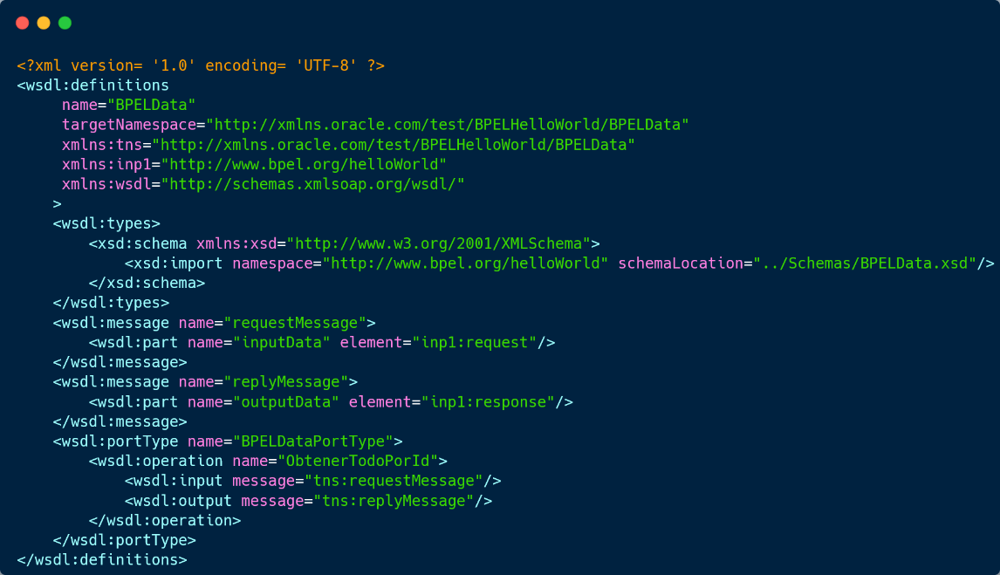 <?xml version= '1.0' encoding= 'UTF-8' ?>
<wsdl:definitions
     name="BPELData"
     targetNamespace="http://xmlns.oracle.com/test/BPELHelloWorld/BPELData"
     xmlns:tns="http://xmlns.oracle.com/test/BPELHelloWorld/BPELData"
     xmlns:inp1="http://www.bpel.org/helloWorld"
     xmlns:wsdl="http://schemas.xmlsoap.org/wsdl/"
    >
    <wsdl:types>
        <xsd:schema xmlns:xsd="http://www.w3.org/2001/XMLSchema">
            <xsd:import namespace="http://www.bpel.org/helloWorld" schemaLocation="../Schemas/BPELData.xsd"/>
        </xsd:schema>
    </wsdl:types>
    <wsdl:message name="requestMessage">
        <wsdl:part name="inputData" element="inp1:request"/>
    </wsdl:message>
    <wsdl:message name="replyMessage">
        <wsdl:part name="outputData" element="inp1:response"/>
    </wsdl:message>
    <wsdl:portType name="BPELDataPortType">
        <wsdl:operation name="ObtenerTodoPorId">
            <wsdl:input message="tns:requestMessage"/>
            <wsdl:output message="tns:replyMessage"/>
        </wsdl:operation>
    </wsdl:portType>
</wsdl:definitions>